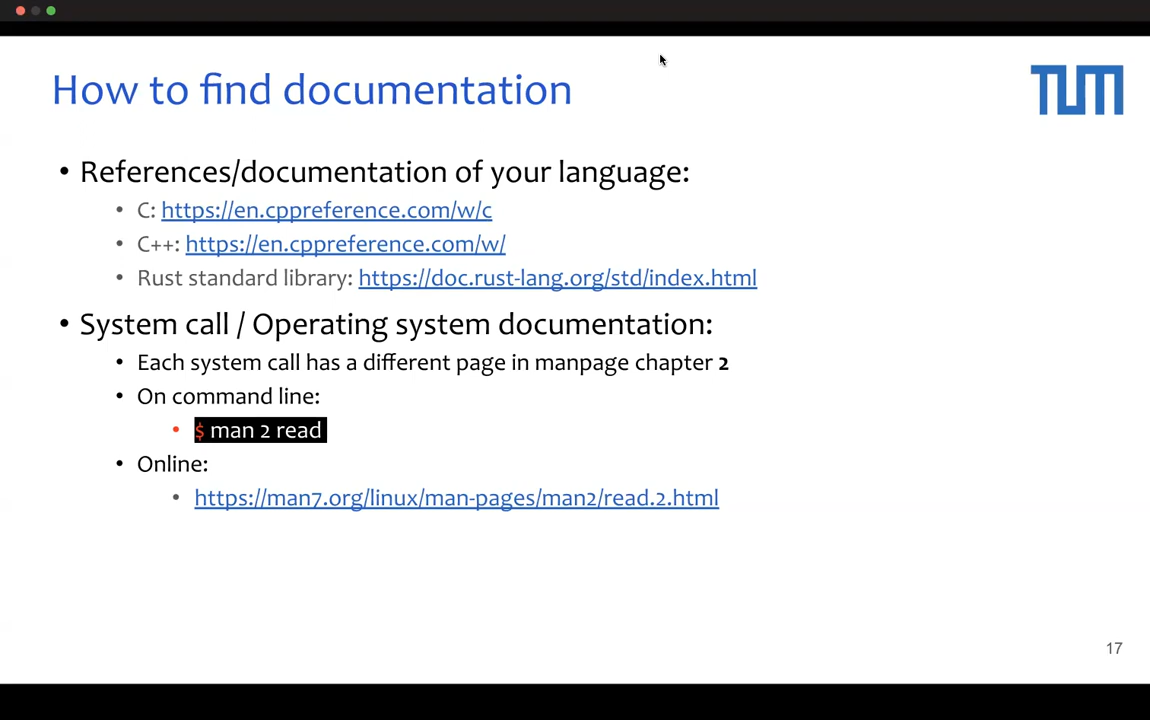 How to find documentation
TUM
• References/documentation of your language:
• C: https://en.cppreference.com/w/c
• C++: https://en.cppreference.com/w/
• Rust standard library: https://doc.rust-lang.org/std/index.html
• System call / Operating system documentation:
• Each system call has a different page in manpage chapter 2
• On command line:
• $ man 2 read
• Online:
• https://man7.org/linux/man-pages/man2/read.2.html
17